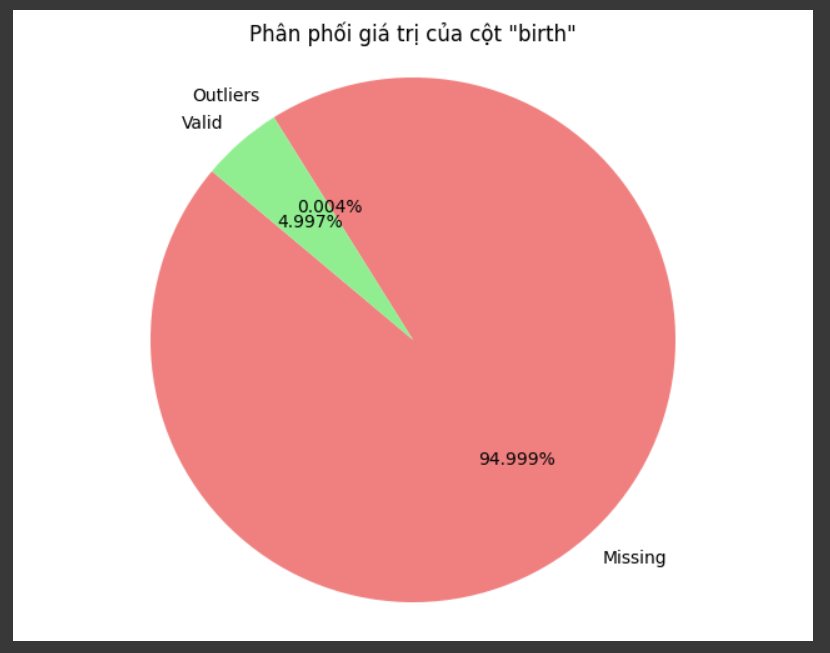 Phân phối giá trị của cột "birth"
Outliers
Valid
0.004%
4.997%
94.999%
Missing